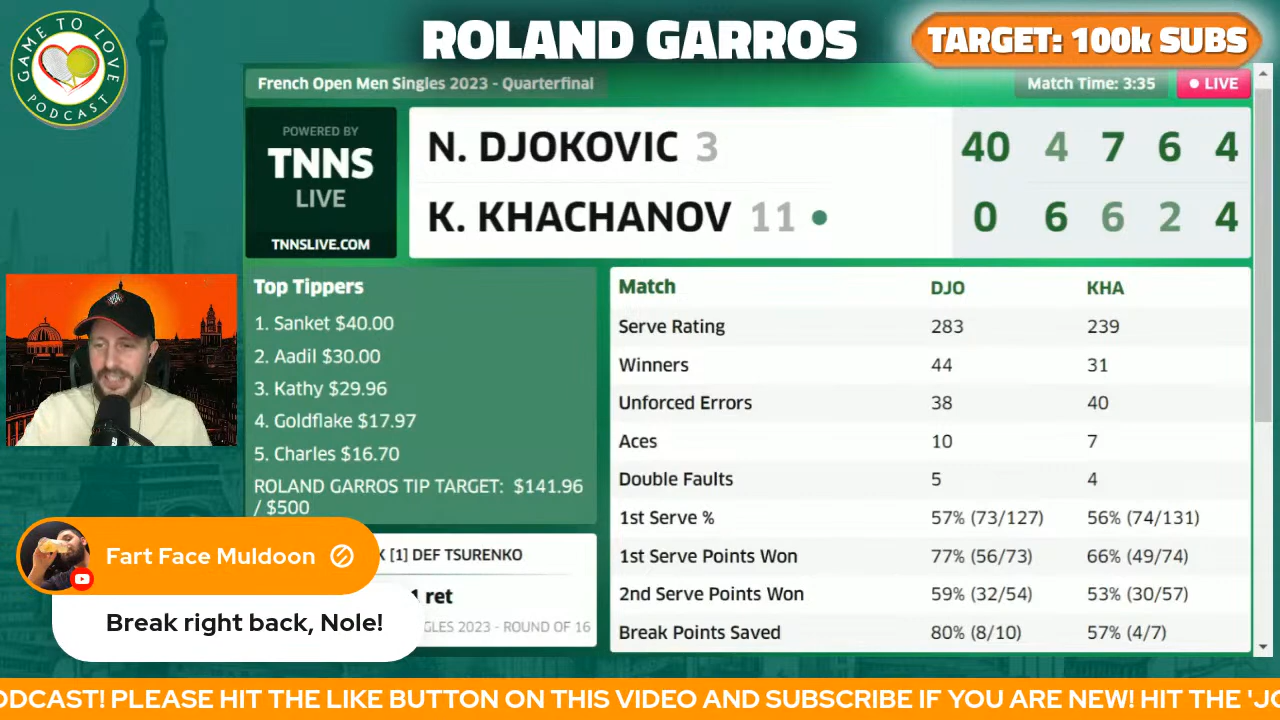 GAME TO LOVE
PODCAST
ROLAND GARROS
TARGET: 100k SUBS
French Open Men Singles 2023 - Quarterfinal
Match Time: 3:35
LIVE
POWERED BY
TNNS
LIVE
TNNSLIVE.COM
N. DJOKOVIC 3 40 4 7 6 4
K. KHACHANOV 11 0 6 6 2 4
Top Tippers
1. Sanket $40.00
2. Aadil $30.00
3. Kathy $29.96
4. Goldflake $17.97
5. Charles $16.70
ROLAND GARROS TIP TARGET: $141.96
/ $500
Match DJO KHA
Serve Rating 283 239
Winners 44 31
Unforced Errors 38 40
Aces 10 7
Double Faults 5 4
1st Serve % 57% (73/127) 56% (74/131)
1st Serve Points Won 77% (56/73) 66% (49/74)
2nd Serve Points Won 59% (32/54) 53% (30/57)
Break Points Saved 80% (8/10) 57% (4/7)
[1] DEF TSURENKO
1 ret
GLES 2023 - ROUND OF 16
Fart Face Muldoon
Break right back, Nole!
ODCAST! PLEASE HIT THE LIKE BUTTON ON THIS VIDEO AND SUBSCRIBE IF YOU ARE NEW! HIT THE 'JO